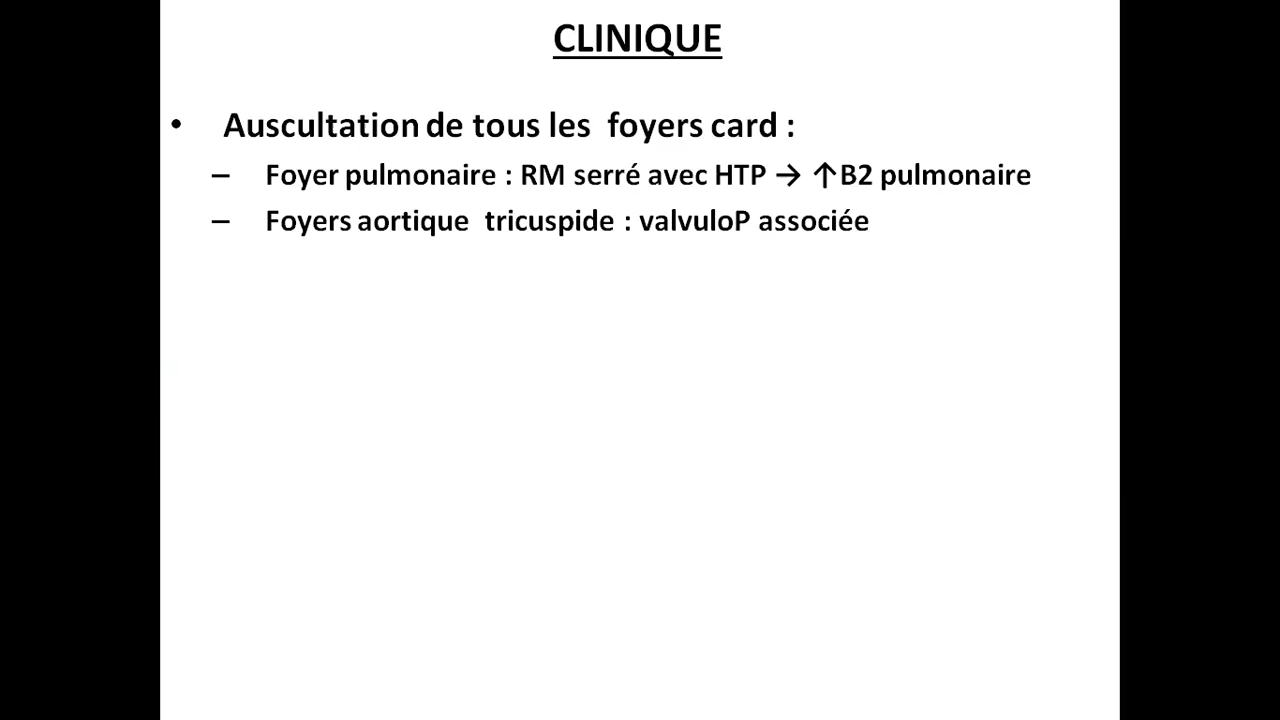 CLINIQUE
• Auscultation de tous les foyers card :
– Foyer pulmonaire : RM serré avec HTP → ↑B2 pulmonaire
– Foyers aortique tricuspide : valvuloP associée